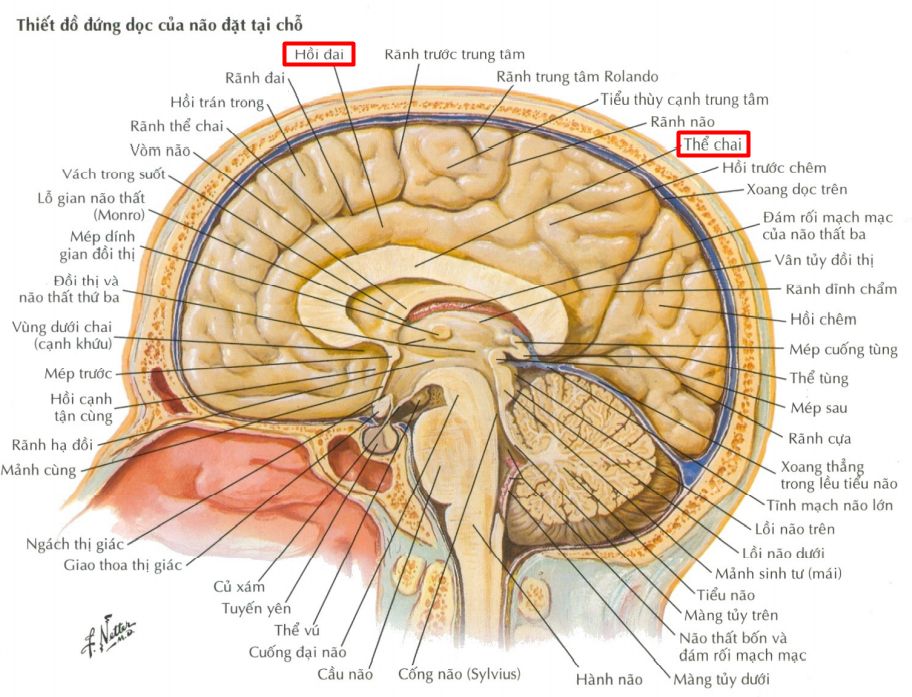 Thiết đồ đứng dọc của não đặt tại chỗ
Hồi đai
Rãnh trước trung tâm
Rãnh đai
Rãnh trung tâm Rolando
Hồi trán trong
Tiểu thùy cạnh trung tâm
Rãnh thể chai
Rãnh não
Vòm não
Thể chai
Vách trong suốt
Hồi trước chêm
Lỗ gian não thất
(Monro)
Xoang dọc trên
Mép dính
gian đồi thị
Đám rối mạch mạc
của não thất ba
Đồi thị và
não thất thứ ba
Vân tủy đồi thị
Rãnh đĩnh chẩm
Vùng dưới chai
(cạnh khứu)
Hồi chêm
Mép trước
Mép cuống tùng
Hồi cạnh
tận cùng
Thể tùng
Rãnh hạ đồi
Mép sau
Mảnh cùng
Rãnh cựa
Xoang thẳng
trong lều tiểu não
Tĩnh mạch não lớn
Lồi não trên
Ngách thị giác
Lồi não dưới
Giao thoa thị giác
Mảnh sinh tư (mái)
Củ xám
Tiểu não
Tuyến yên
Màng tủy trên
Thể vú
Não thất bốn và
đám rối mạch mạc
Cuống đại não
Cầu não
Cống não (Sylvius)
Hành não
Màng tủy dưới
F. Netter
M.D.